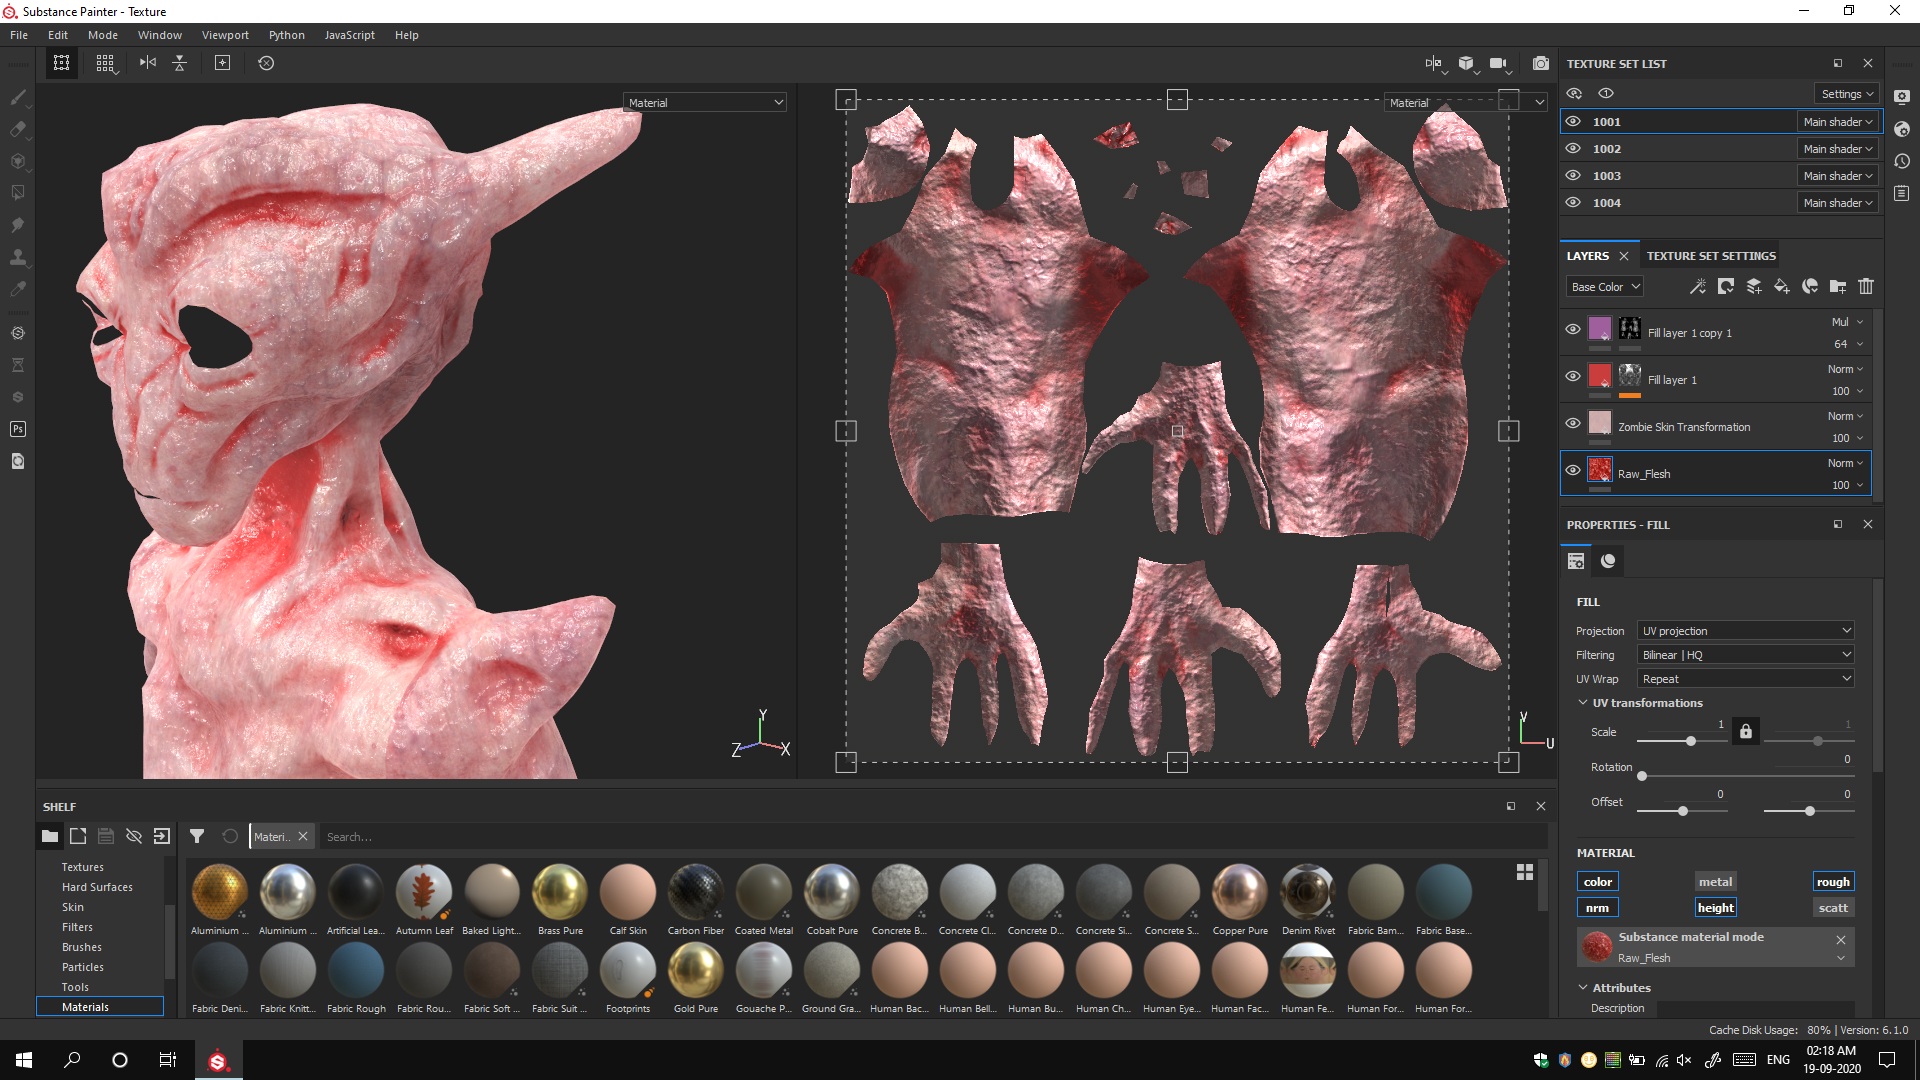 Substance Painter - Texture
File Edit Mode Window Viewport Python JavaScript Help
Material
Material
Y
Z X
V
U
TEXTURE SET LIST
Settings
1001 Main shader
1002 Main shader
1003 Main shader
1004 Main shader
LAYERS TEXTURE SET SETTINGS
Base Color
Fill layer 1 copy 1 Mul 64
Fill layer 1 Norm 100
Zombie Skin Transformation Norm 100
Raw_Flesh Norm 100
PROPERTIES - FILL
FILL
Projection UV projection
Filtering Bilinear | HQ
UV Wrap Repeat
UV transformations
Scale 1 1
Rotation 0
Offset 0 0
MATERIAL
color metal rough
nrm height scatt
Substance material mode
Raw_Flesh
Attributes
Description
Ps
SHELF
Materi.. Search...
Textures
Hard Surfaces
Skin
Filters
Brushes
Particles
Tools
Materials
Aluminium ... Aluminium ... Artificial Lea... Autumn Leaf Baked Light... Brass Pure Calf Skin Carbon Fiber Coated Metal Cobalt Pure Concrete B... Concrete Cl... Concrete D... Concrete Si... Concrete S... Copper Pure Denim Rivet Fabric Bam... Fabric Base...
Fabric Deni... Fabric Knitt... Fabric Rough Fabric Rou... Fabric Soft ... Fabric Suit ... Footprints Gold Pure Gouache P... Ground Gra... Human Bac... Human Bell... Human Bu... Human Ch... Human Eye... Human Fac... Human Fe... Human For... Human For...
Cache Disk Usage: 80% | Version: 6.1.0
ENG
02:18 AM
19-09-2020